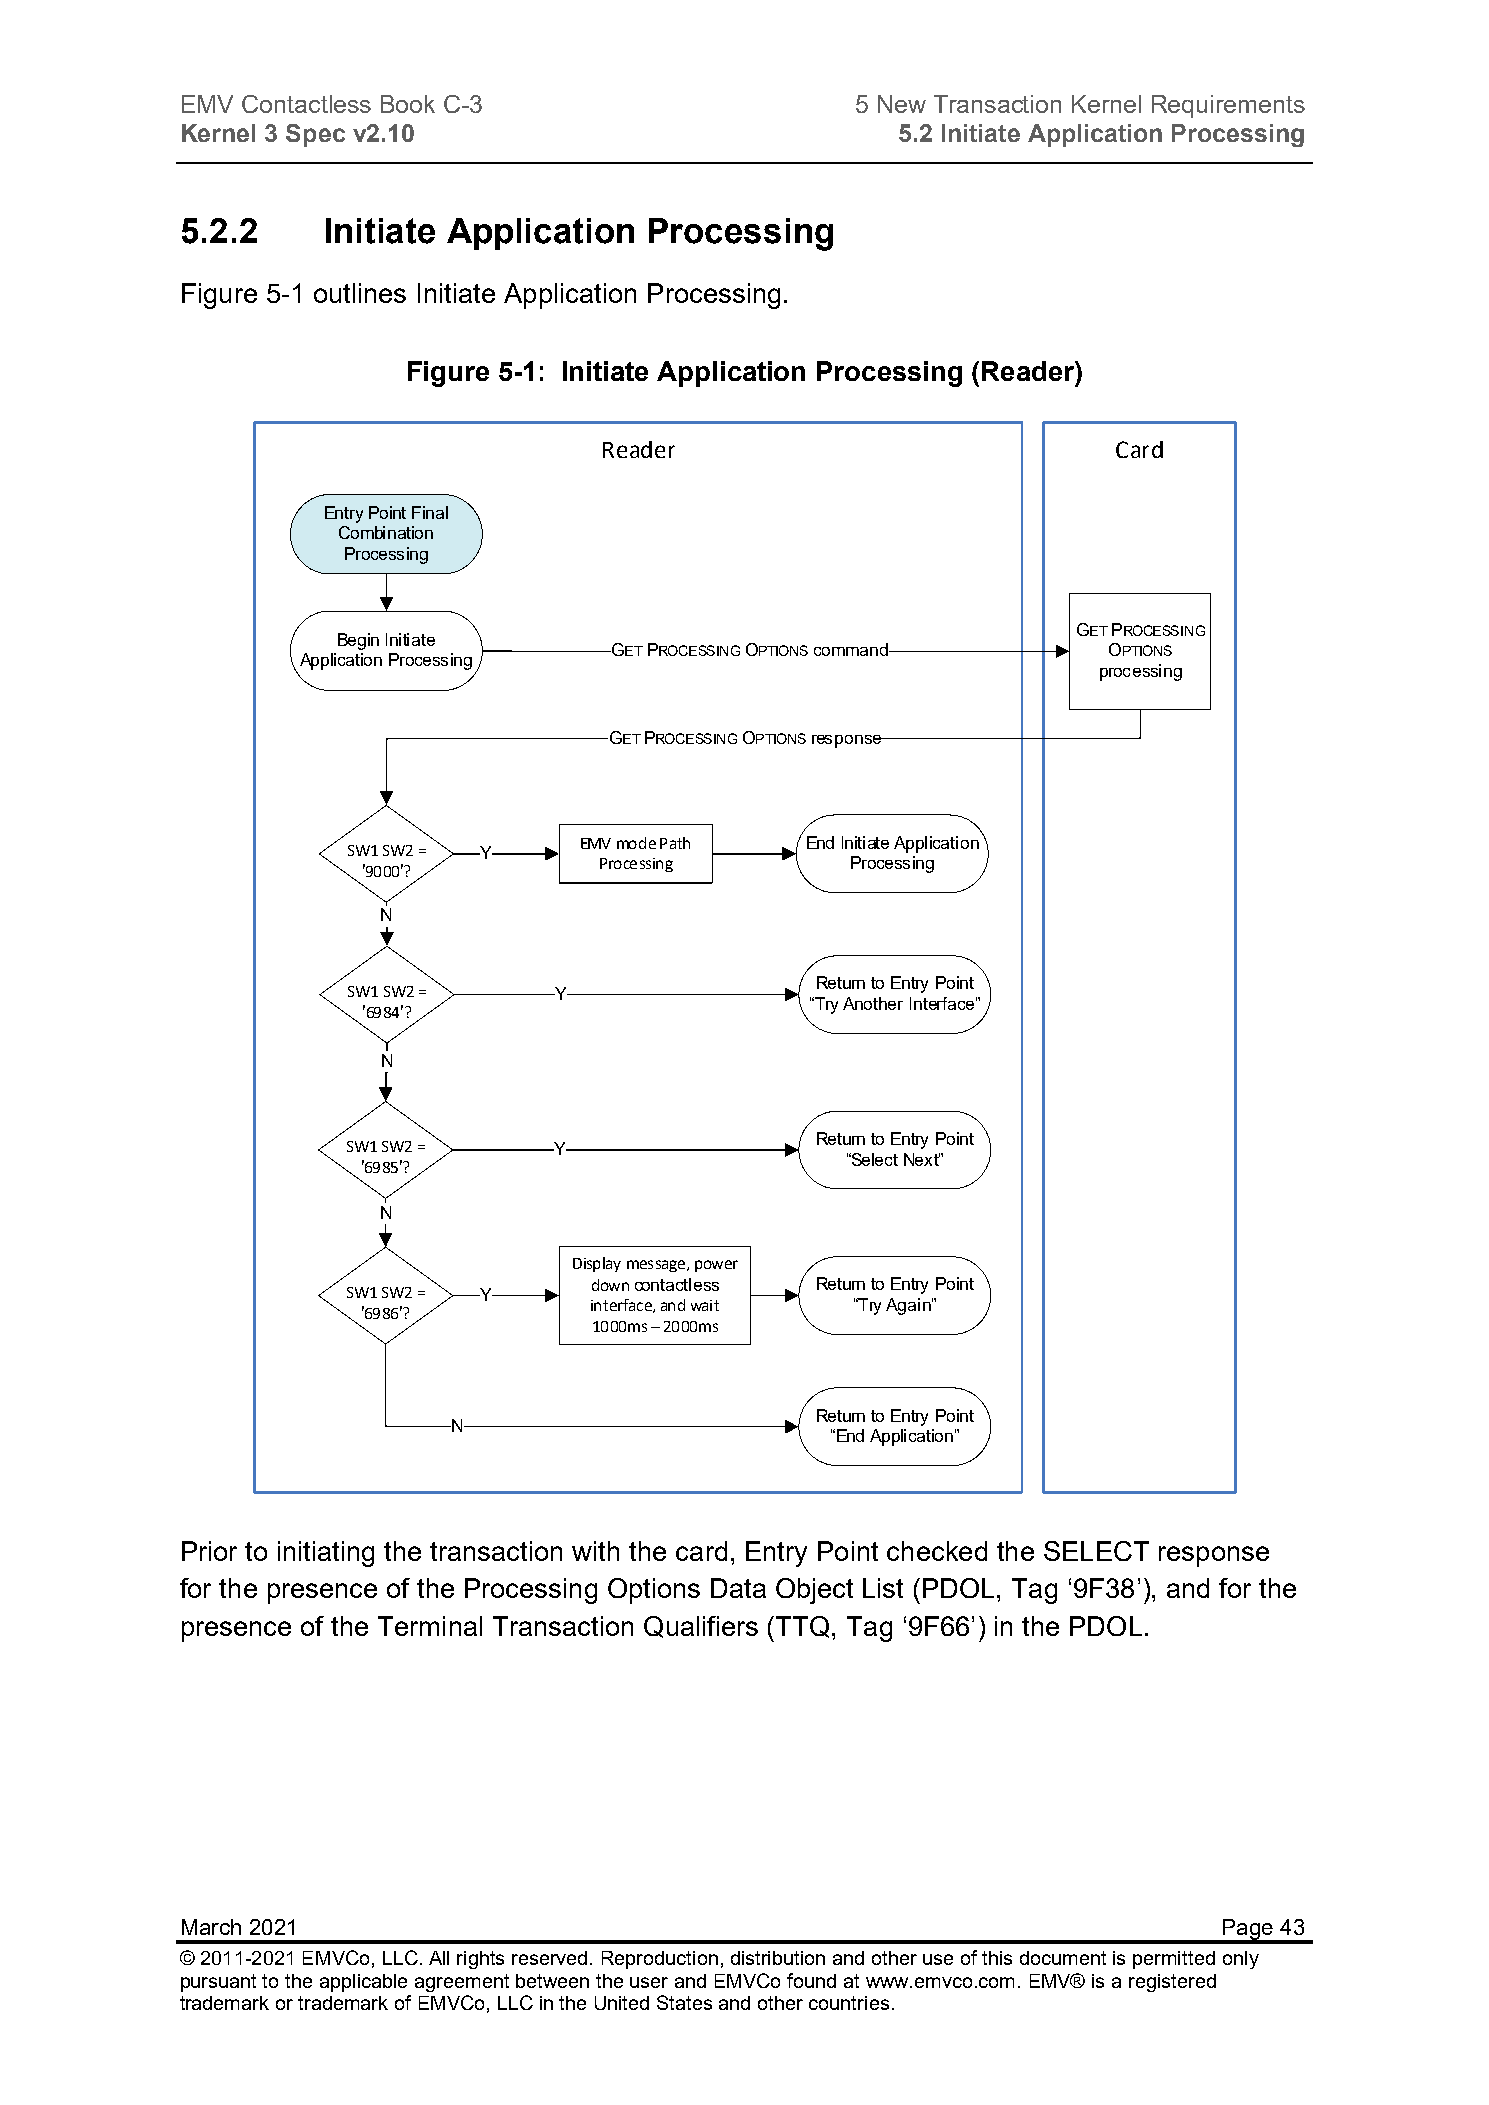 EMV Contactless Book C-3
5 New Transaction Kernel Requirements
Kernel 3 Spec v2.10
5.2 Initiate Application Processing
5.2.2 Initiate Application Processing
Figure 5-1 outlines Initiate Application Processing.
Figure 5-1: Initiate Application Processing (Reader)
Reader
Card
Entry Point Final
Combination
Processing
Begin Initiate
Application Processing
GET PROCESSING OPTIONS command
GET PROCESSING
OPTIONS
processing
GET PROCESSING OPTIONS response
SW1 SW2 =
'9000'?
Y
EMV mode Path
Processing
End Initiate Application
Processing
N
SW1 SW2 =
'6984'?
Y
Return to Entry Point
“Try Another Interface”
N
SW1 SW2 =
'6985'?
Y
Return to Entry Point
“Select Next”
N
SW1 SW2 =
'6986'?
Y
Display message, power
down contactless
interface, and wait
1000ms – 2000ms
Return to Entry Point
“Try Again”
N
Return to Entry Point
“End Application”
Prior to initiating the transaction with the card, Entry Point checked the SELECT response
for the presence of the Processing Options Data Object List (PDOL, Tag ‘9F38’), and for the
presence of the Terminal Transaction Qualifiers (TTQ, Tag ‘9F66’) in the PDOL.
March 2021
Page 43
© 2011-2021 EMVCo, LLC. All rights reserved. Reproduction, distribution and other use of this document is permitted only
pursuant to the applicable agreement between the user and EMVCo found at www.emvco.com. EMV® is a registered
trademark or trademark of EMVCo, LLC in the United States and other countries.